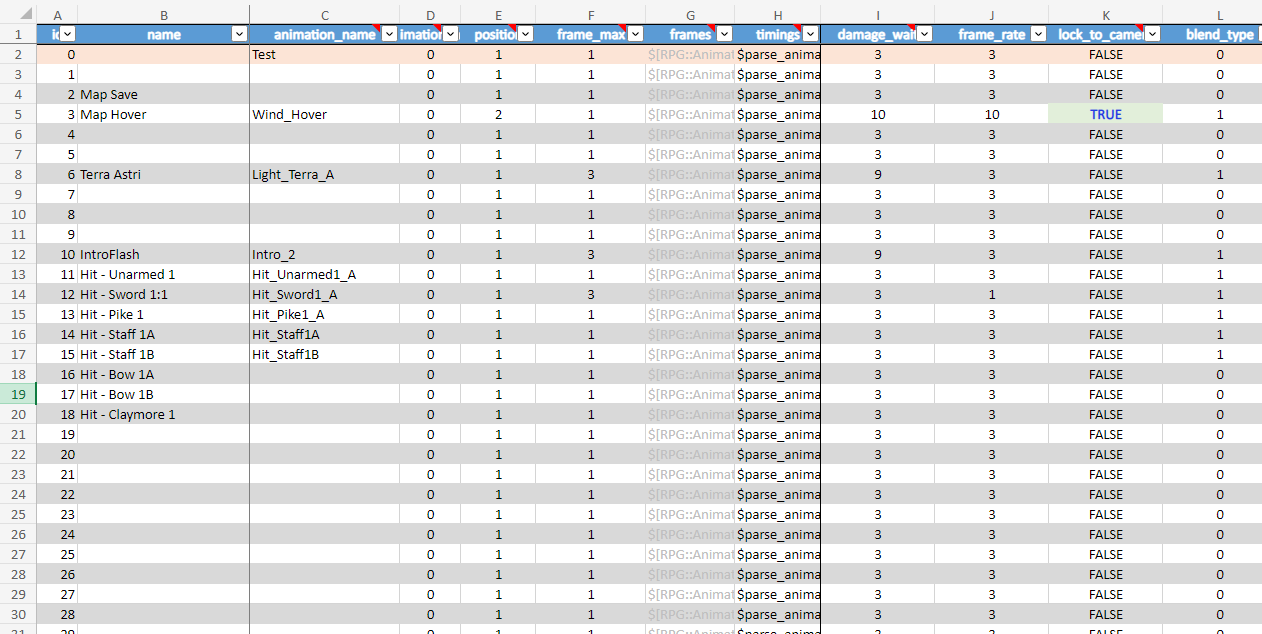 A B C D E F G H I J K L
1 id name animation_name imation position frame_max frames timings damage_wait frame_rate lock_to_came blend_type
2 0 Test 0 1 1 $[RPG::Animat $parse_anima 3 3 FALSE 0
3 1 0 1 1 $[RPG::Animat $parse_anima 3 3 FALSE 0
4 2 Map Save 0 1 1 $[RPG::Animat $parse_anima 3 3 FALSE 0
5 3 Map Hover Wind_Hover 0 2 1 $[RPG::Animat $parse_anima 10 10 TRUE 1
6 4 0 1 1 $[RPG::Animat $parse_anima 3 3 FALSE 0
7 5 0 1 1 $[RPG::Animat $parse_anima 3 3 FALSE 0
8 6 Terra Astri Light_Terra_A 0 1 3 $[RPG::Animat $parse_anima 9 3 FALSE 1
9 7 0 1 1 $[RPG::Animat $parse_anima 3 3 FALSE 0
10 8 0 1 1 $[RPG::Animat $parse_anima 3 3 FALSE 0
11 9 0 1 1 $[RPG::Animat $parse_anima 3 3 FALSE 0
12 10 IntroFlash Intro_2 0 1 3 $[RPG::Animat $parse_anima 9 3 FALSE 1
13 11 Hit - Unarmed 1 Hit_Unarmed1_A 0 1 1 $[RPG::Animat $parse_anima 3 3 FALSE 1
14 12 Hit - Sword 1:1 Hit_Sword1_A 0 1 3 $[RPG::Animat $parse_anima 3 1 FALSE 1
15 13 Hit - Pike 1 Hit_Pike1_A 0 1 1 $[RPG::Animat $parse_anima 3 3 FALSE 1
16 14 Hit - Staff 1A Hit_Staff1A 0 1 1 $[RPG::Animat $parse_anima 3 3 FALSE 1
17 15 Hit - Staff 1B Hit_Staff1B 0 1 1 $[RPG::Animat $parse_anima 3 3 FALSE 1
18 16 Hit - Bow 1A 0 1 1 $[RPG::Animat $parse_anima 3 3 FALSE 0
19 17 Hit - Bow 1B 0 1 1 $[RPG::Animat $parse_anima 3 3 FALSE 0
20 18 Hit - Claymore 1 0 1 1 $[RPG::Animat $parse_anima 3 3 FALSE 0
21 19 0 1 1 $[RPG::Animat $parse_anima 3 3 FALSE 0
22 20 0 1 1 $[RPG::Animat $parse_anima 3 3 FALSE 0
23 21 0 1 1 $[RPG::Animat $parse_anima 3 3 FALSE 0
24 22 0 1 1 $[RPG::Animat $parse_anima 3 3 FALSE 0
25 23 0 1 1 $[RPG::Animat $parse_anima 3 3 FALSE 0
26 24 0 1 1 $[RPG::Animat $parse_anima 3 3 FALSE 0
27 25 0 1 1 $[RPG::Animat $parse_anima 3 3 FALSE 0
28 26 0 1 1 $[RPG::Animat $parse_anima 3 3 FALSE 0
29 27 0 1 1 $[RPG::Animat $parse_anima 3 3 FALSE 0
30 28 0 1 1 $[RPG::Animat $parse_anima 3 3 FALSE 0
31 29 0 1 1 $[RPG::Animat $parse_anima 3 3 FALSE 0